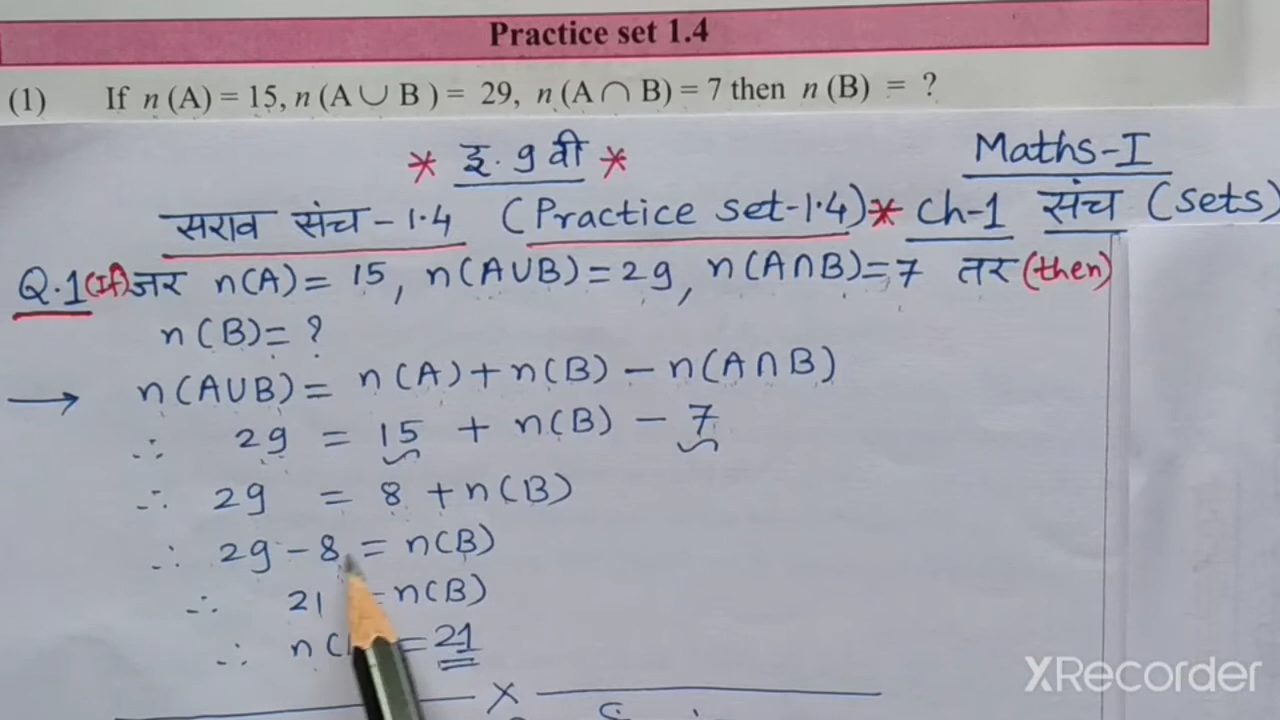 Practice set 1.4
(1) If n (A) = 15, n (A ∪ B ) = 29, n (A ∩ B) = 7 then n (B) = ?
* इ. 9 वी *
Maths-I
सराव संच - 1.4 (Practice set-1.4) * Ch-1 संच (sets)
Q.1 (If) जर n(A) = 15, n(A∪B) = 29, n(A∩B) = 7 तर (then)
n(B) = ?
→ n(A∪B) = n(A) + n(B) - n(A∩B)
∴ 29 = 15 + n(B) - 7
∴ 29 = 8 + n(B)
∴ 29 - 8 = n(B)
∴ 21 = n(B)
∴ n( = 21
X
XRecorder